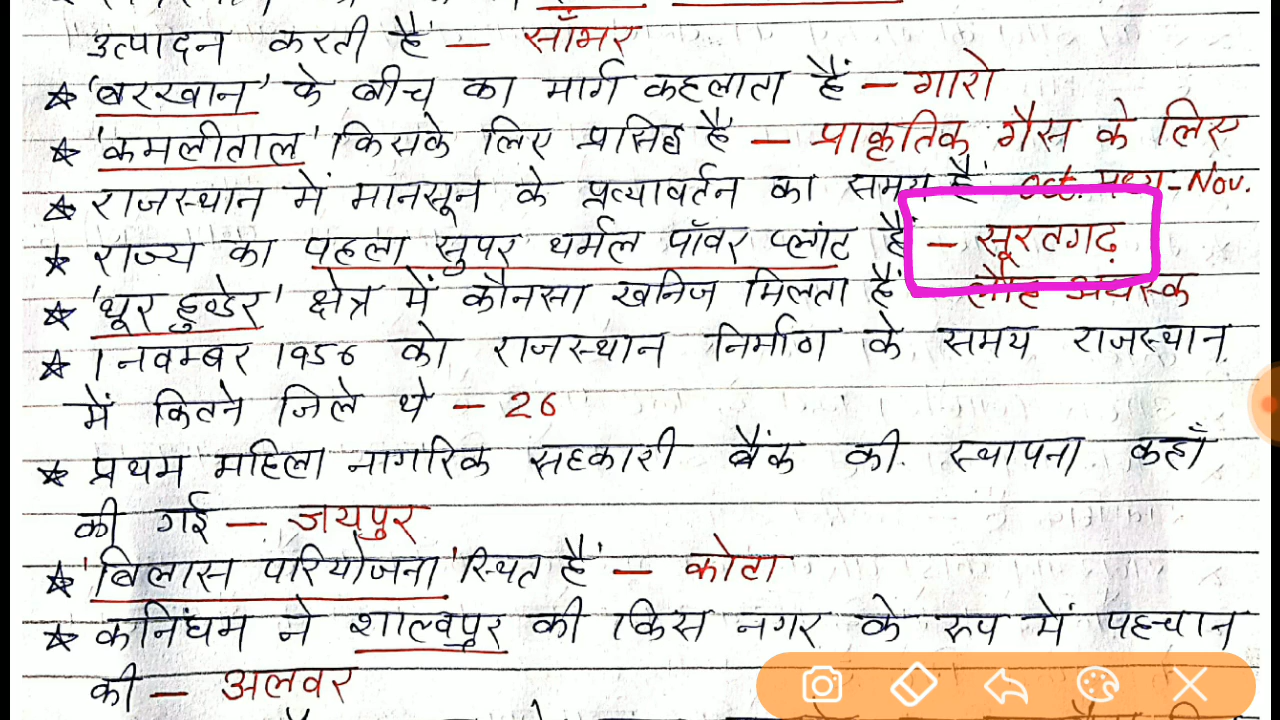 उत्पादन करती है — साँभर
☆ 'बरखान' के बीच का मार्ग कहलाता हैं — गारो
☆ 'कमलीताल' किसके लिए प्रसिद्ध है — प्राकृतिक गैस के लिए
☆ राजस्थान में मानसून के प्रत्यावर्तन का समय हैं oct. मध्य-Nov.
☆ राज्य का पहला सुपर थर्मल पॉवर प्लांट हैं — सूरतगढ़
☆ 'थूर हुण्डेर' क्षेत्र में कौनसा खनिज मिलता हैं लौह अयस्क
☆ 1 नवम्बर 1956 को राजस्थान निर्माण के समय राजस्थान
में कितने जिले थे — 26
☆ प्रथम महिला नागरिक सहकारी बैंक की स्थापना कहाँ
की गई — जयपुर
☆ 'बिलास परियोजना' स्थित हैं — कोटा
☆ कनिंघम ने शाल्वपुर की किस नगर के रूप में पहचान
की — अलवर